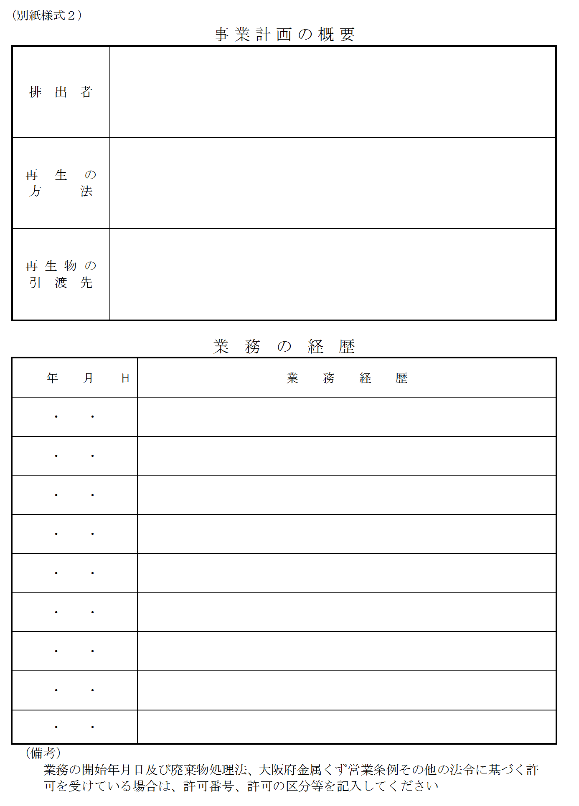 （別紙様式２）
事業計画の概要
排出者
再生の
方法
再生物の
引渡先
業務の経歴
年　月　日　業務経歴
・　・
・　・
・　・
・　・
・　・
・　・
・　・
・　・
・　・
（備考）
業務の開始年月日及び廃棄物処理法、大阪府金属くず営業条例その他の法令に基づく許
可を受けている場合は、許可番号、許可の区分等を記入してください